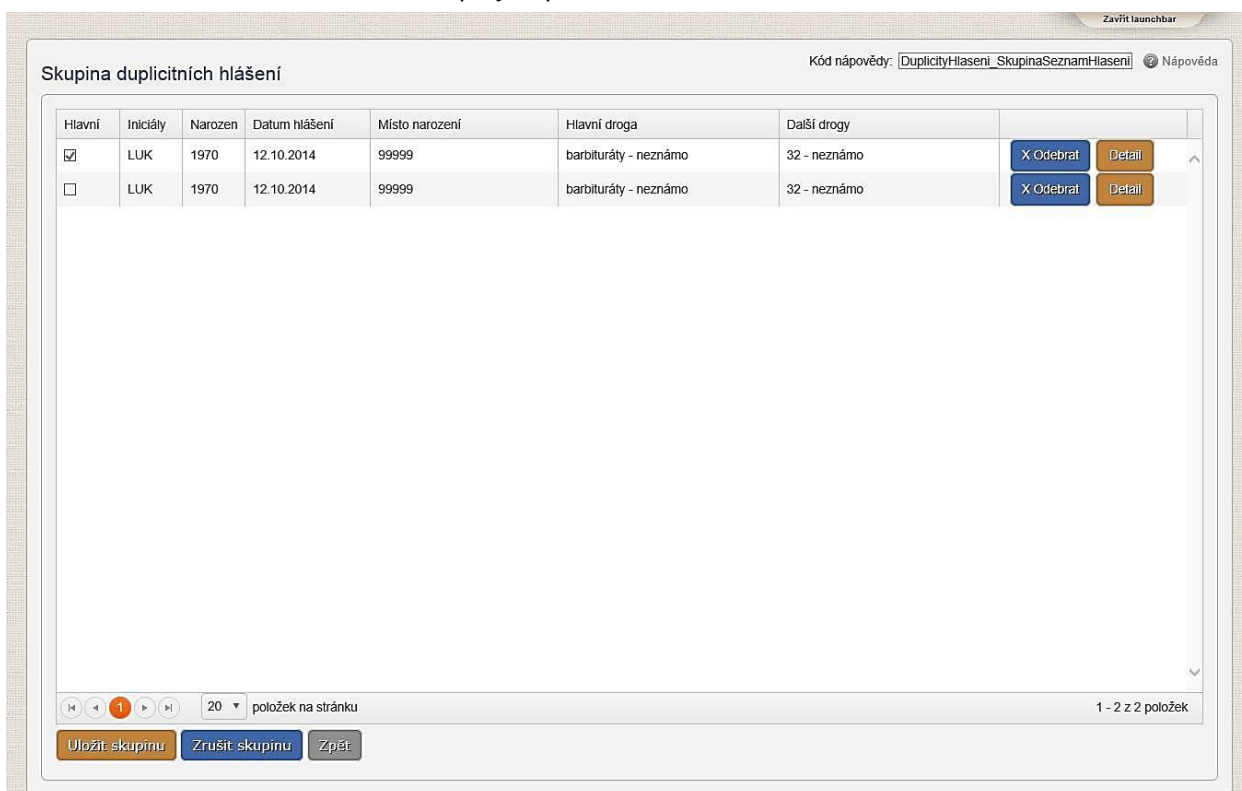 Zavřít launchbar
Skupina duplicitních hlášení
Kód nápovědy: DuplicityHlaseni_SkupinaSeznamHlaseni Nápověda
Hlavní Iniciály Narozen Datum hlášení Místo narození Hlavní droga Další drogy
LUK 1970 12.10.2014 99999 barbituráty - neznámo 32 - neznámo X Odebrat Detail
LUK 1970 12.10.2014 99999 barbituráty - neznámo 32 - neznámo X Odebrat Detail
1 20 položek na stránku 1 - 2 z 2 položek
Uložit skupinu Zrušit skupinu Zpět